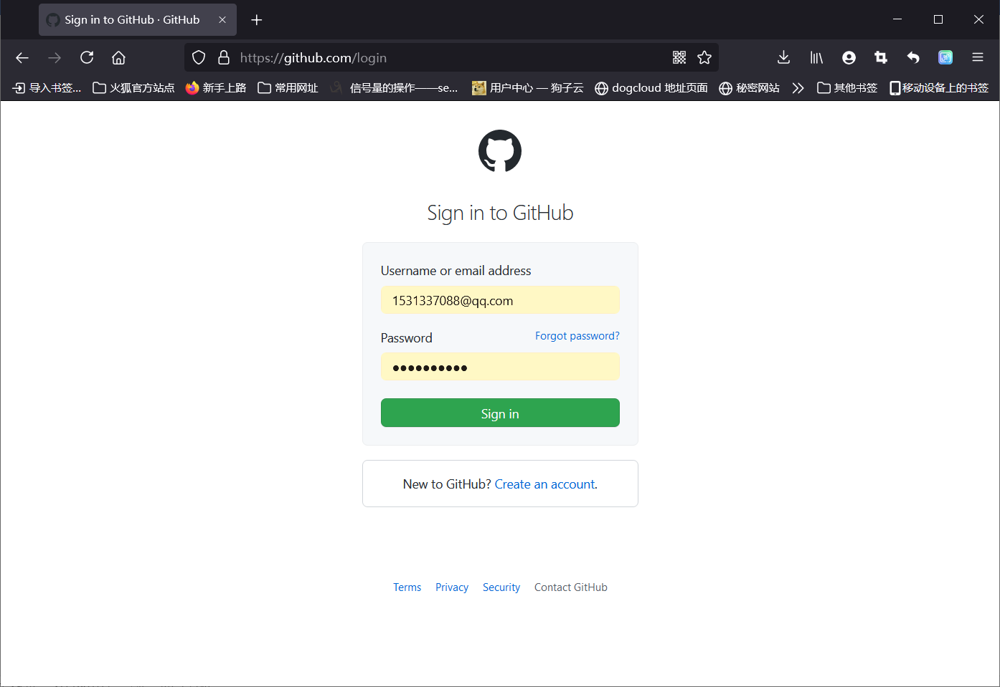 Sign in to GitHub · GitHub
https://github.com/login
导入书签... 火狐官方站点 新手上路 常用网址 信号量的操作——se... 用户中心 — 狗子云 dogcloud 地址页面 秘密网站 其他书签 移动设备上的书签
Sign in to GitHub
Username or email address
1531337088@qq.com
Password Forgot password?
Sign in
New to GitHub? Create an account.
Terms Privacy Security Contact GitHub